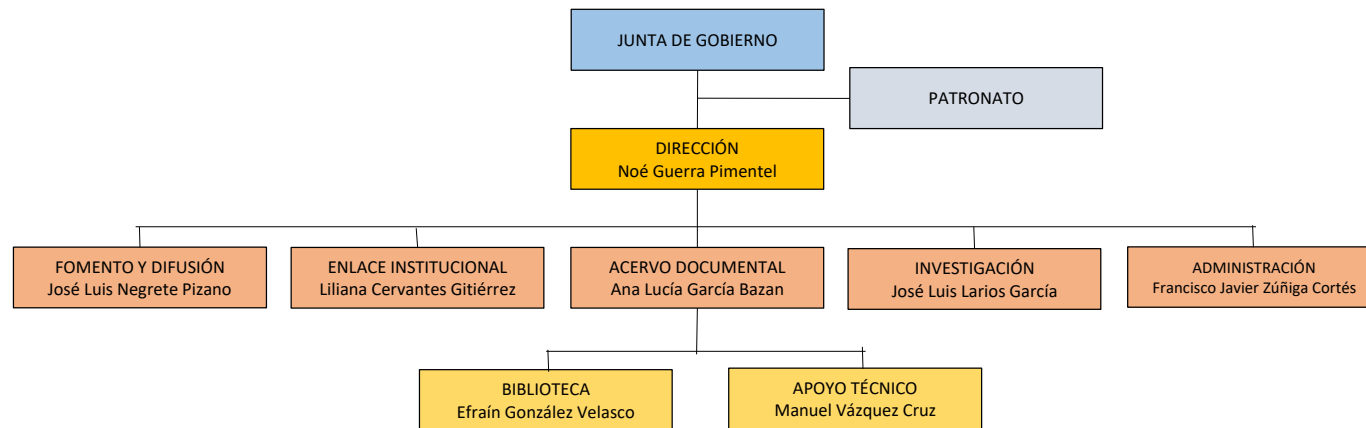 JUNTA DE GOBIERNO
PATRONATO
DIRECCIÓN
Noé Guerra Pimentel
FOMENTO Y DIFUSIÓN
José Luis Negrete Pizano
ENLACE INSTITUCIONAL
Liliana Cervantes Gitiérrez
ACERVO DOCUMENTAL
Ana Lucía García Bazan
INVESTIGACIÓN
José Luis Larios García
ADMINISTRACIÓN
Francisco Javier Zúñiga Cortés
BIBLIOTECA
Efraín González Velasco
APOYO TÉCNICO
Manuel Vázquez Cruz